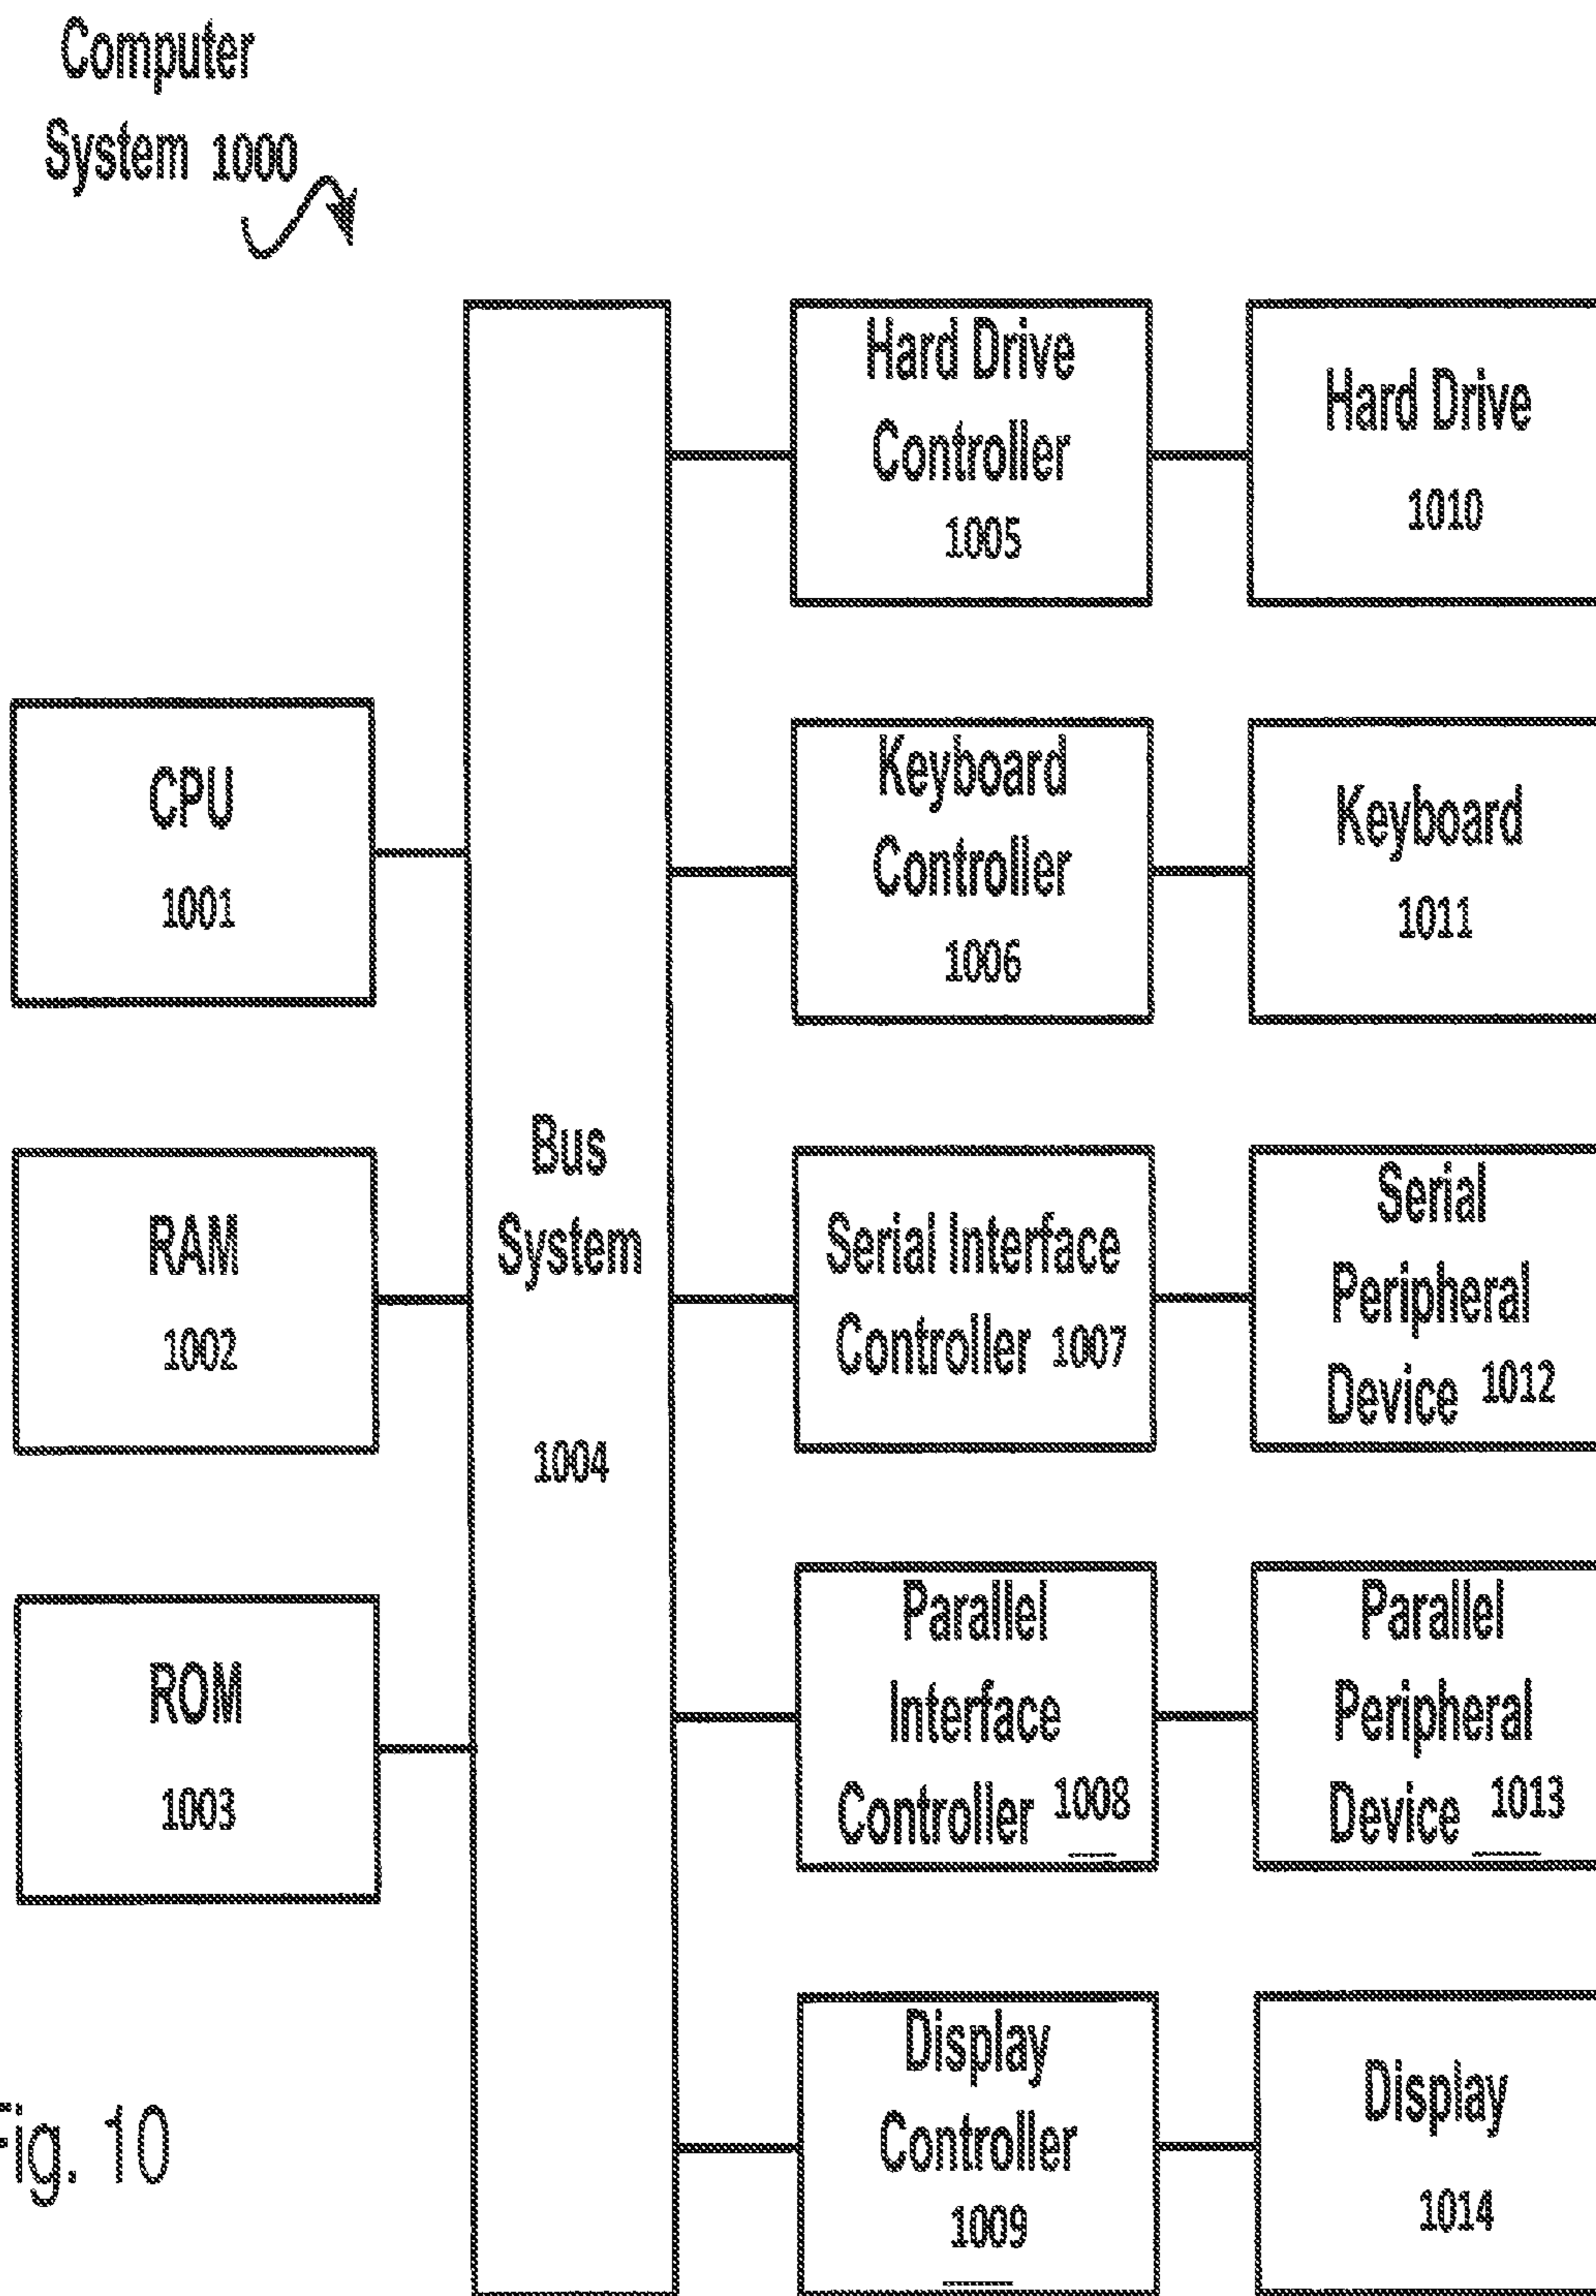 Computer
System 1000
Hard Drive
Controller
1005
Hard Drive
1010
CPU
1001
Keyboard
Controller
1006
Keyboard
1011
RAM
1002
Bus
System
1004
Serial Interface
Controller 1007
Serial
Peripheral
Device 1012
ROM
1003
Parallel
Interface
Controller 1008
Parallel
Peripheral
Device 1013
Display
Controller
1009
Display
1014
Fig. 10